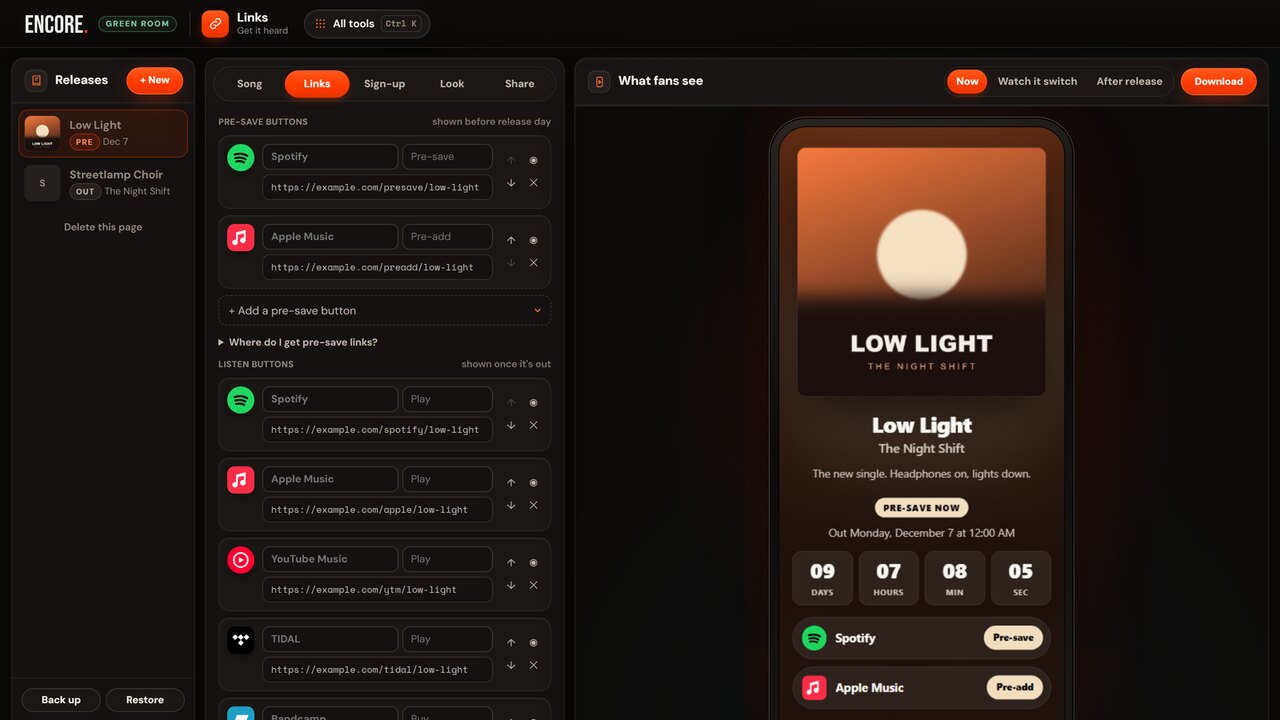 ENCORE.
GREEN ROOM
Links
Get it heard
All tools
Ctrl K
Releases
+ New
Low Light
PRE Dec 7
LOW LIGHT
S
Streetlamp Choir
OUT The Night Shift
Delete this page
Back up
Restore
Song
Links
Sign-up
Look
Share
PRE-SAVE BUTTONS
shown before release day
Spotify
Pre-save
https://example.com/presave/low-light
Apple Music
Pre-add
https://example.com/preadd/low-light
+ Add a pre-save button
Where do I get pre-save links?
LISTEN BUTTONS
shown once it's out
Spotify
Play
https://example.com/spotify/low-light
Apple Music
Play
https://example.com/apple/low-light
YouTube Music
Play
https://example.com/ytm/low-light
TIDAL
Play
https://example.com/tidal/low-light
Bandcamp
Buy
What fans see
Now
Watch it switch
After release
Download
LOW LIGHT
THE NIGHT SHIFT
Low Light
The Night Shift
The new single. Headphones on, lights down.
PRE-SAVE NOW
Out Monday, December 7 at 12:00 AM
09 07 08 05
DAYS HOURS MIN SEC
Spotify
Pre-save
Apple Music
Pre-add